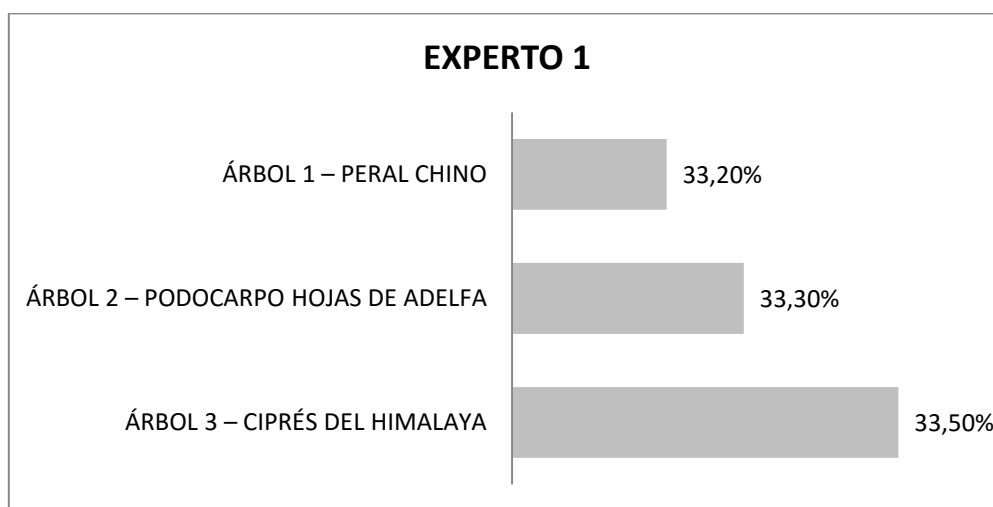 EXPERTO 1
ÁRBOL 1 – PERAL CHINO
33,20%
ÁRBOL 2 – PODOCARPO HOJAS DE ADELFA
33,30%
ÁRBOL 3 – CIPRÉS DEL HIMALAYA
33,50%